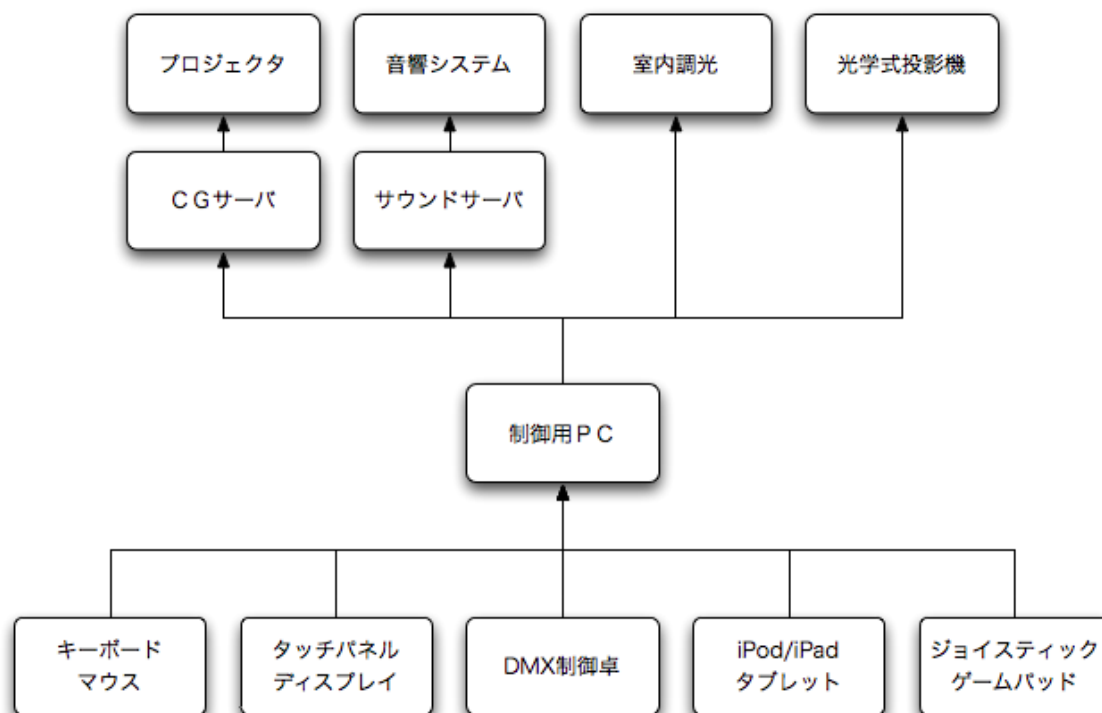 プロジェクタ
音響システム
室内調光
光学式投影機
ＣＧサーバ
サウンドサーバ
制御用ＰＣ
キーボード
マウス
タッチパネル
ディスプレイ
DMX制御卓
iPod/iPad
タブレット
ジョイスティック
ゲームパッド